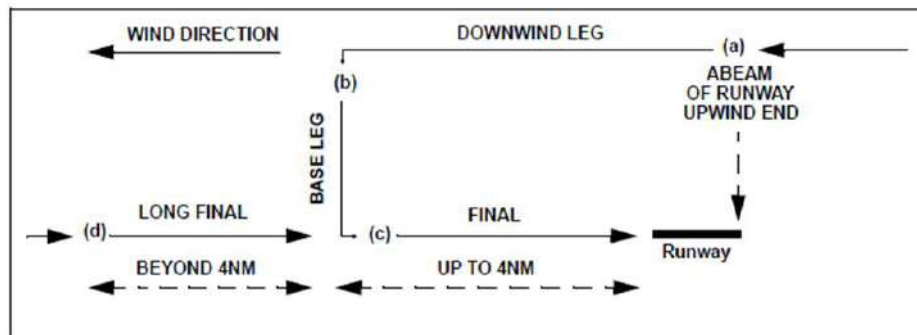 WIND DIRECTION
DOWNWIND LEG
(a)
(b)
ABEAM
OF RUNWAY
UPWIND END
BASE LEG
LONG FINAL
FINAL
(d)
(c)
Runway
BEYOND 4NM
UP TO 4NM